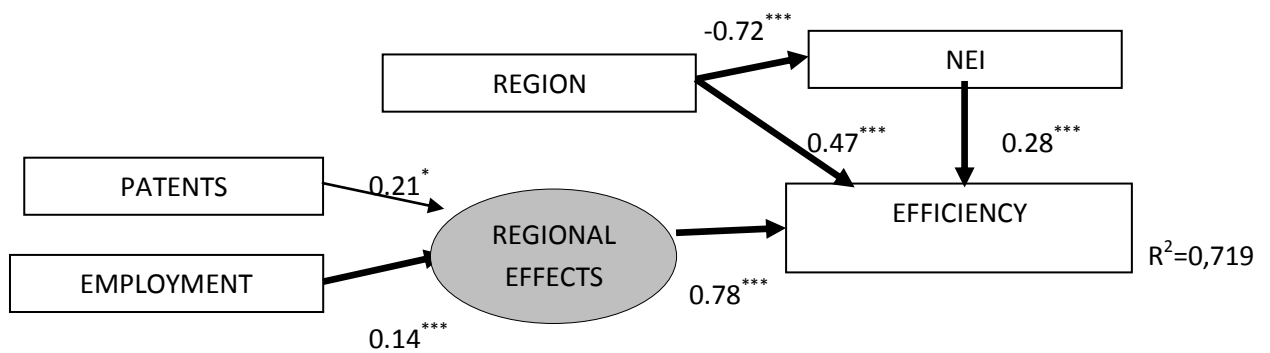 -0.72***
NEI
REGION
0.47***
0.28***
PATENTS
0.21*
EFFICIENCY
REGIONAL
EFFECTS
R²=0,719
EMPLOYMENT
0.78***
0.14***